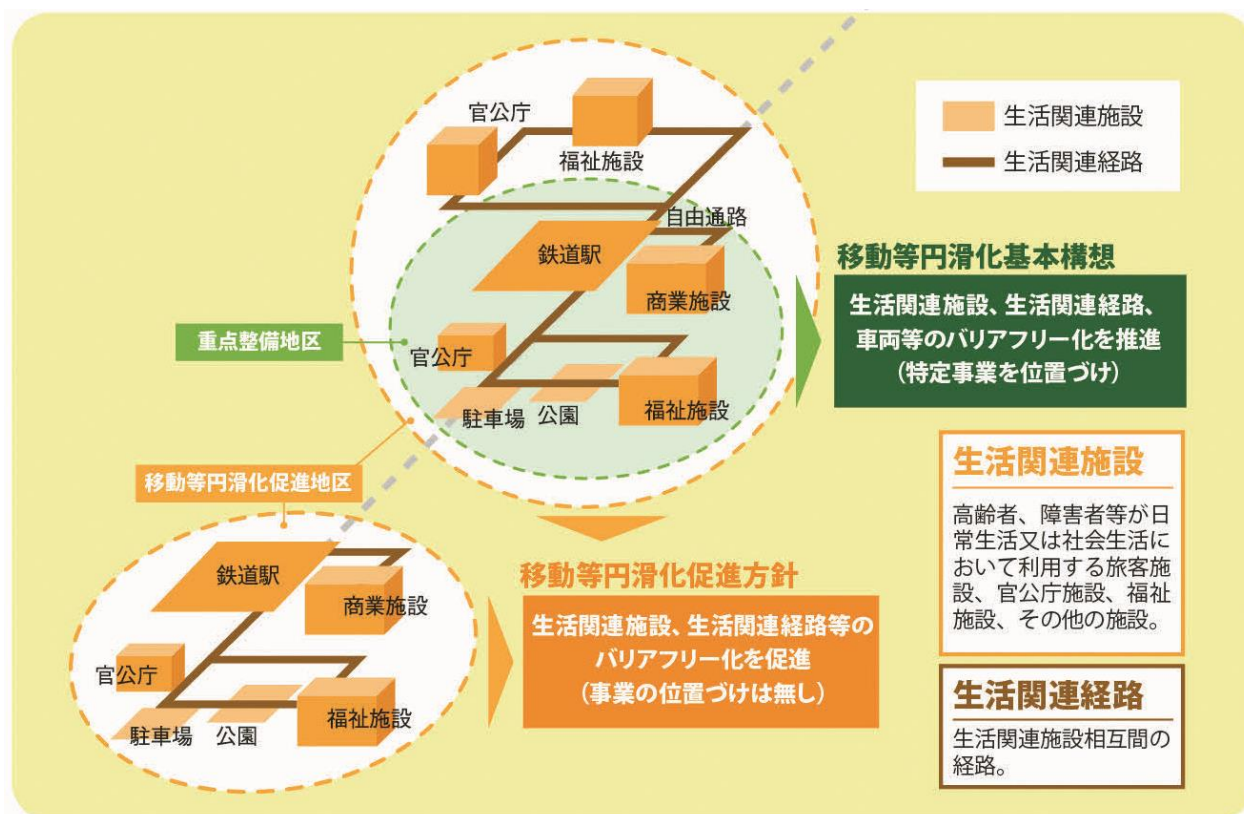 官公庁
福祉施設
自由通路
鉄道駅
商業施設
重点整備地区
官公庁
駐車場
公園
福祉施設
移動等円滑化促進地区
鉄道駅
商業施設
官公庁
駐車場
公園
福祉施設
生活関連施設
生活関連経路
移動等円滑化基本構想
生活関連施設、生活関連経路、
車両等のバリアフリー化を推進
(特定事業を位置づけ)
移動等円滑化促進方針
生活関連施設、生活関連経路等の
バリアフリー化を促進
(事業の位置づけは無し)
生活関連施設
高齢者、障害者等が日
常生活又は社会生活に
おいて利用する旅客施
設、官公庁施設、福祉
施設、その他の施設。
生活関連経路
生活関連施設相互間の
経路。